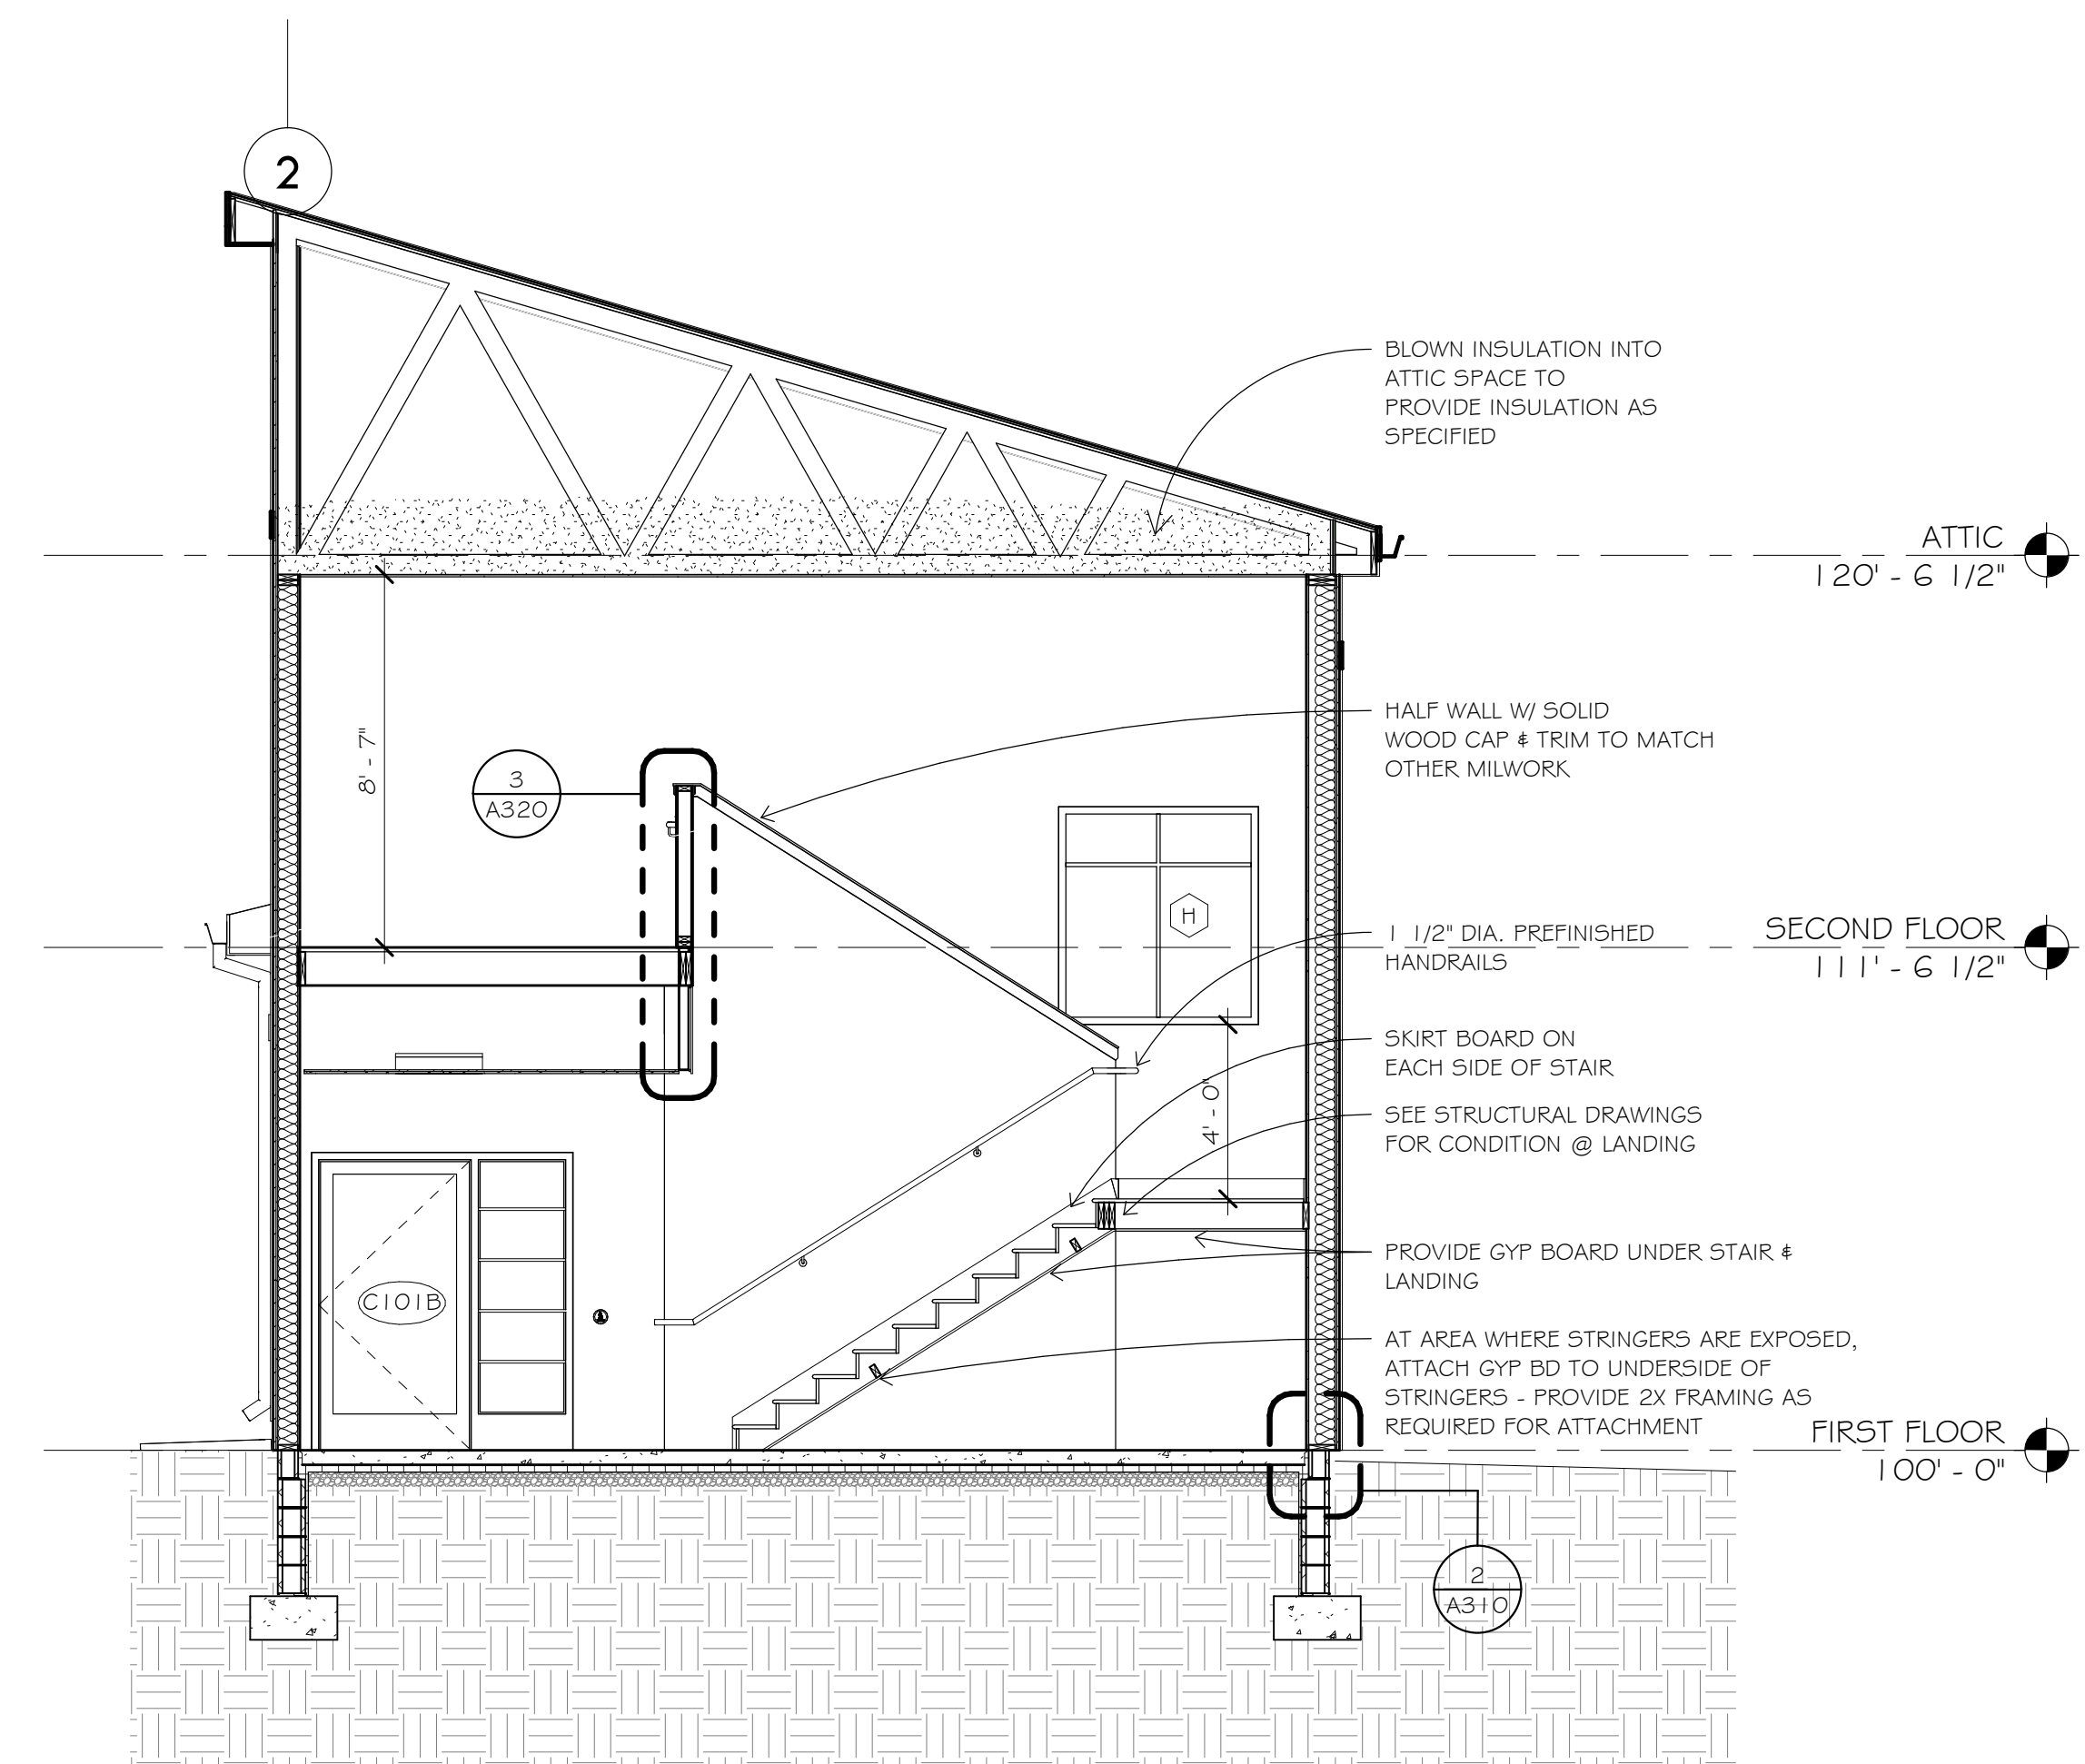 2
BLOWN INSULATION INTO
ATTIC SPACE TO
PROVIDE INSULATION AS
SPECIFIED
ATTIC
120' - 6 1/2"
8' - 7"
HALF WALL W/ SOLID
WOOD CAP & TRIM TO MATCH
OTHER MILWORK
3
A320
H
1 1/2" DIA. PREFINISHED
HANDRAILS
SECOND FLOOR
111' - 6 1/2"
SKIRT BOARD ON
EACH SIDE OF STAIR
4' - 0"
SEE STRUCTURAL DRAWINGS
FOR CONDITION @ LANDING
PROVIDE GYP BOARD UNDER STAIR &
LANDING
C101B
AT AREA WHERE STRINGERS ARE EXPOSED,
ATTACH GYP BD TO UNDERSIDE OF
STRINGERS - PROVIDE 2X FRAMING AS
REQUIRED FOR ATTACHMENT
FIRST FLOOR
100' - 0"
2
A310